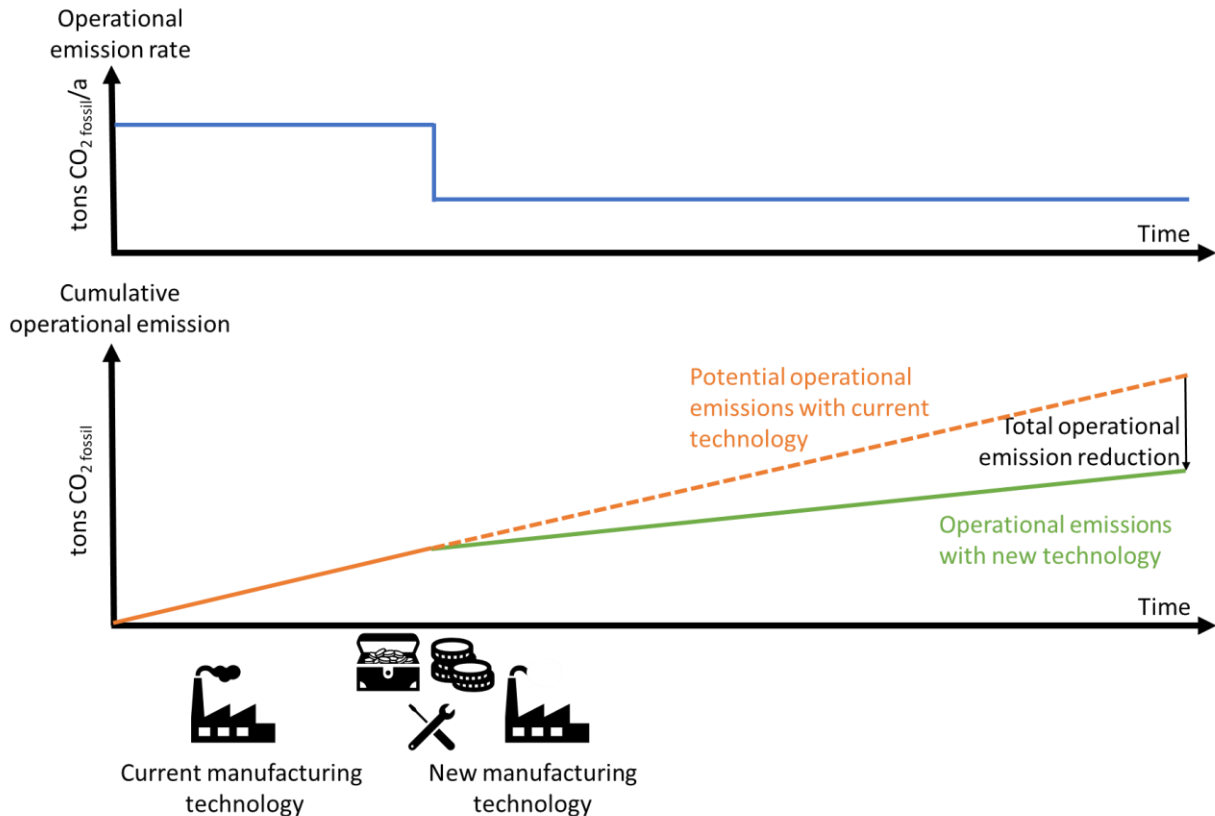 Operational
emission rate
tons CO2 fossil/a
Time
Cumulative
operational emission
tons CO2 fossil
Potential operational
emissions with current
technology
Total operational
emission reduction
Operational emissions
with new technology
Time
Current manufacturing
technology
New manufacturing
technology